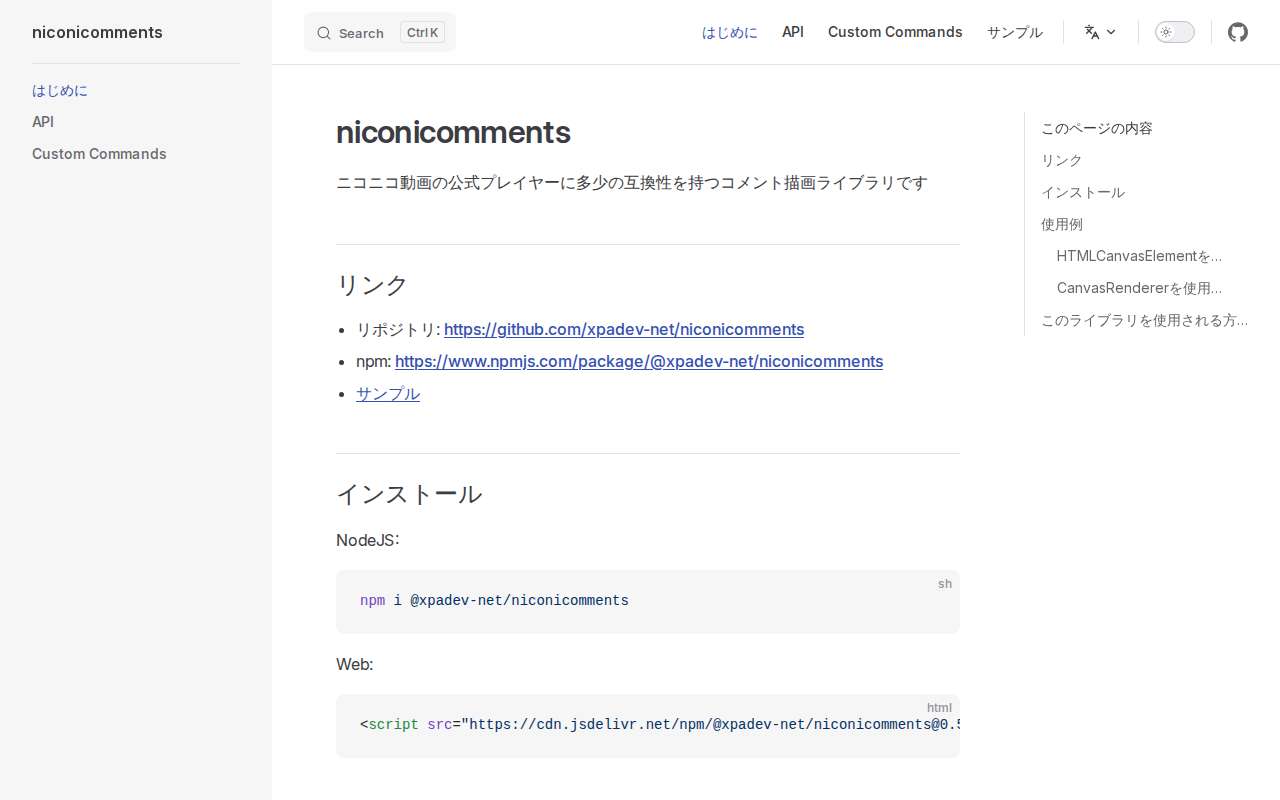 niconicomments
はじめに
API
Custom Commands
Search Ctrl K
はじめに API Custom Commands サンプル
niconicomments
ニコニコ動画の公式プレイヤーに多少の互換性を持つコメント描画ライブラリです
リンク
リポジトリ: https://github.com/xpadev-net/niconicomments
npm: https://www.npmjs.com/package/@xpadev-net/niconicomments
サンプル
インストール
NodeJS:
sh
npm i @xpadev-net/niconicomments
Web:
html
<script src="https://cdn.jsdelivr.net/npm/@xpadev-net/niconicomments@0.5
このページの内容
リンク
インストール
使用例
HTMLCanvasElementを…
CanvasRendererを使用…
このライブラリを使用される方…